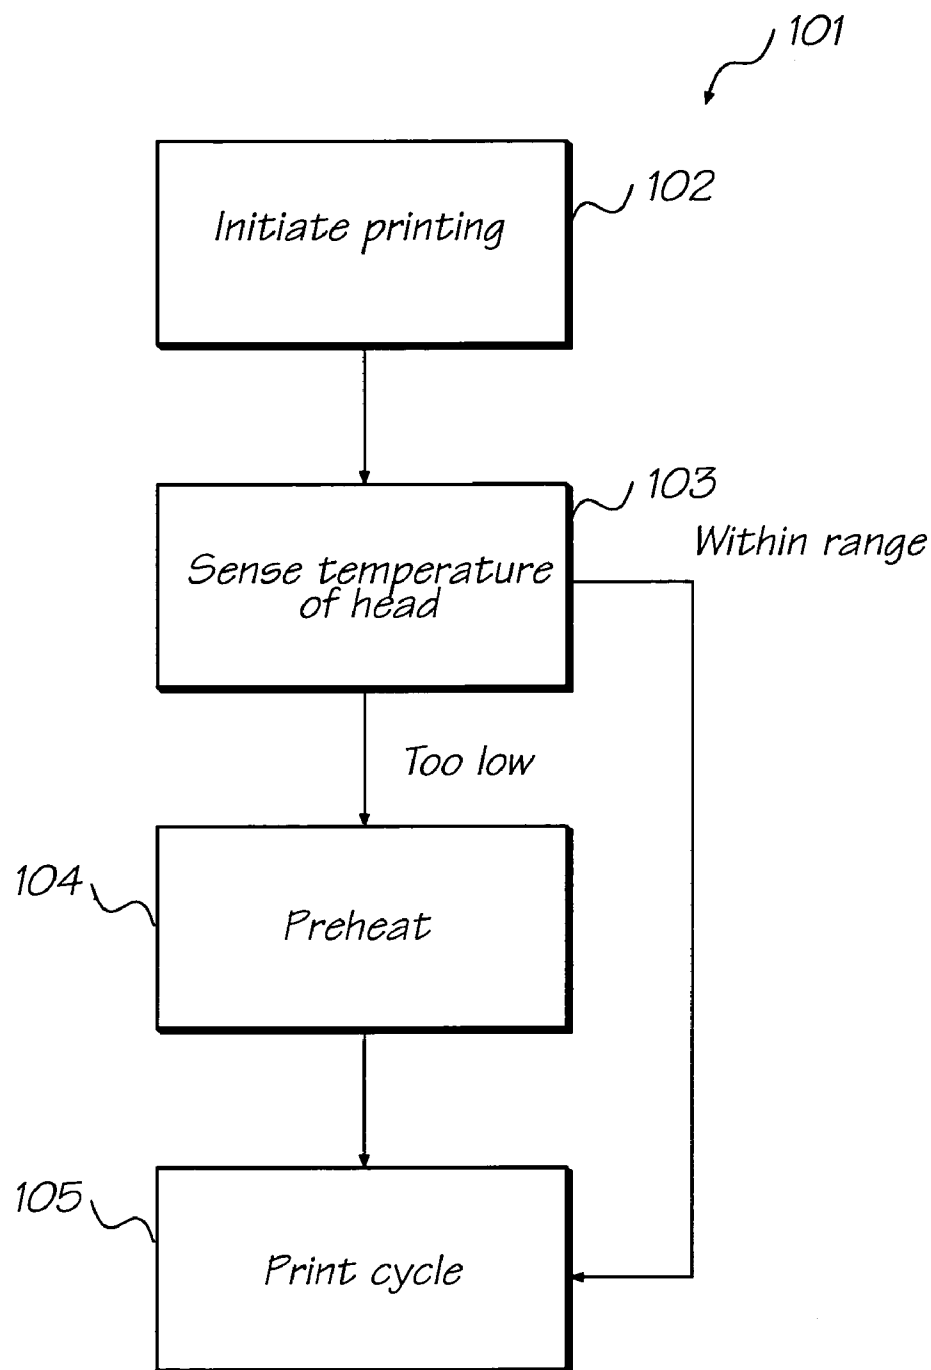 101
Initiate printing
102
Sense temperature
of head
103
Within range
Too low
104
Preheat
105
Print cycle